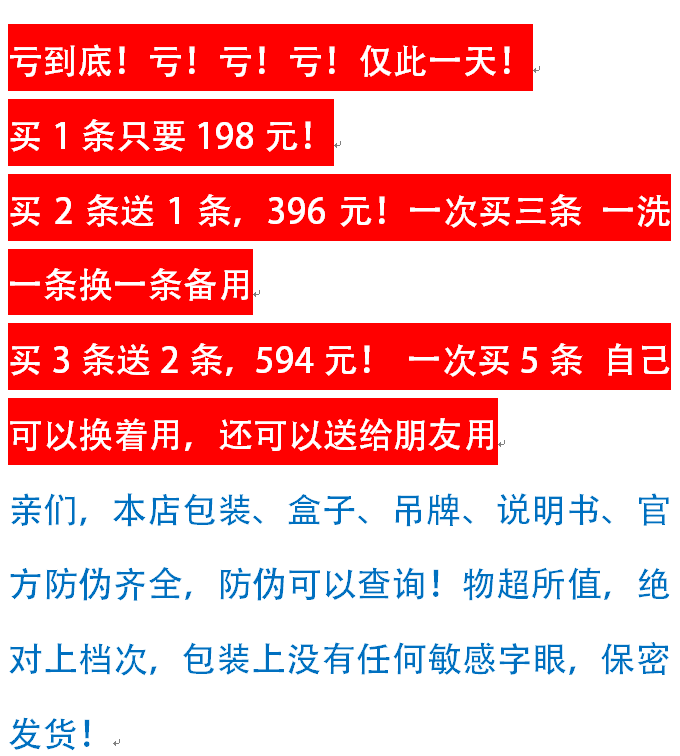 亏到底！亏！亏！亏！仅此一天！
买 1 条只要 198 元！
买 2 条送 1 条，396 元！一次买三条 一洗
一条换一条备用
买 3 条送 2 条，594 元！ 一次买 5 条 自己
可以换着用，还可以送给朋友用
亲们，本店包装、盒子、吊牌、说明书、官
方防伪齐全，防伪可以查询！物超所值，绝
对上档次，包装上没有任何敏感字眼，保密
发货！